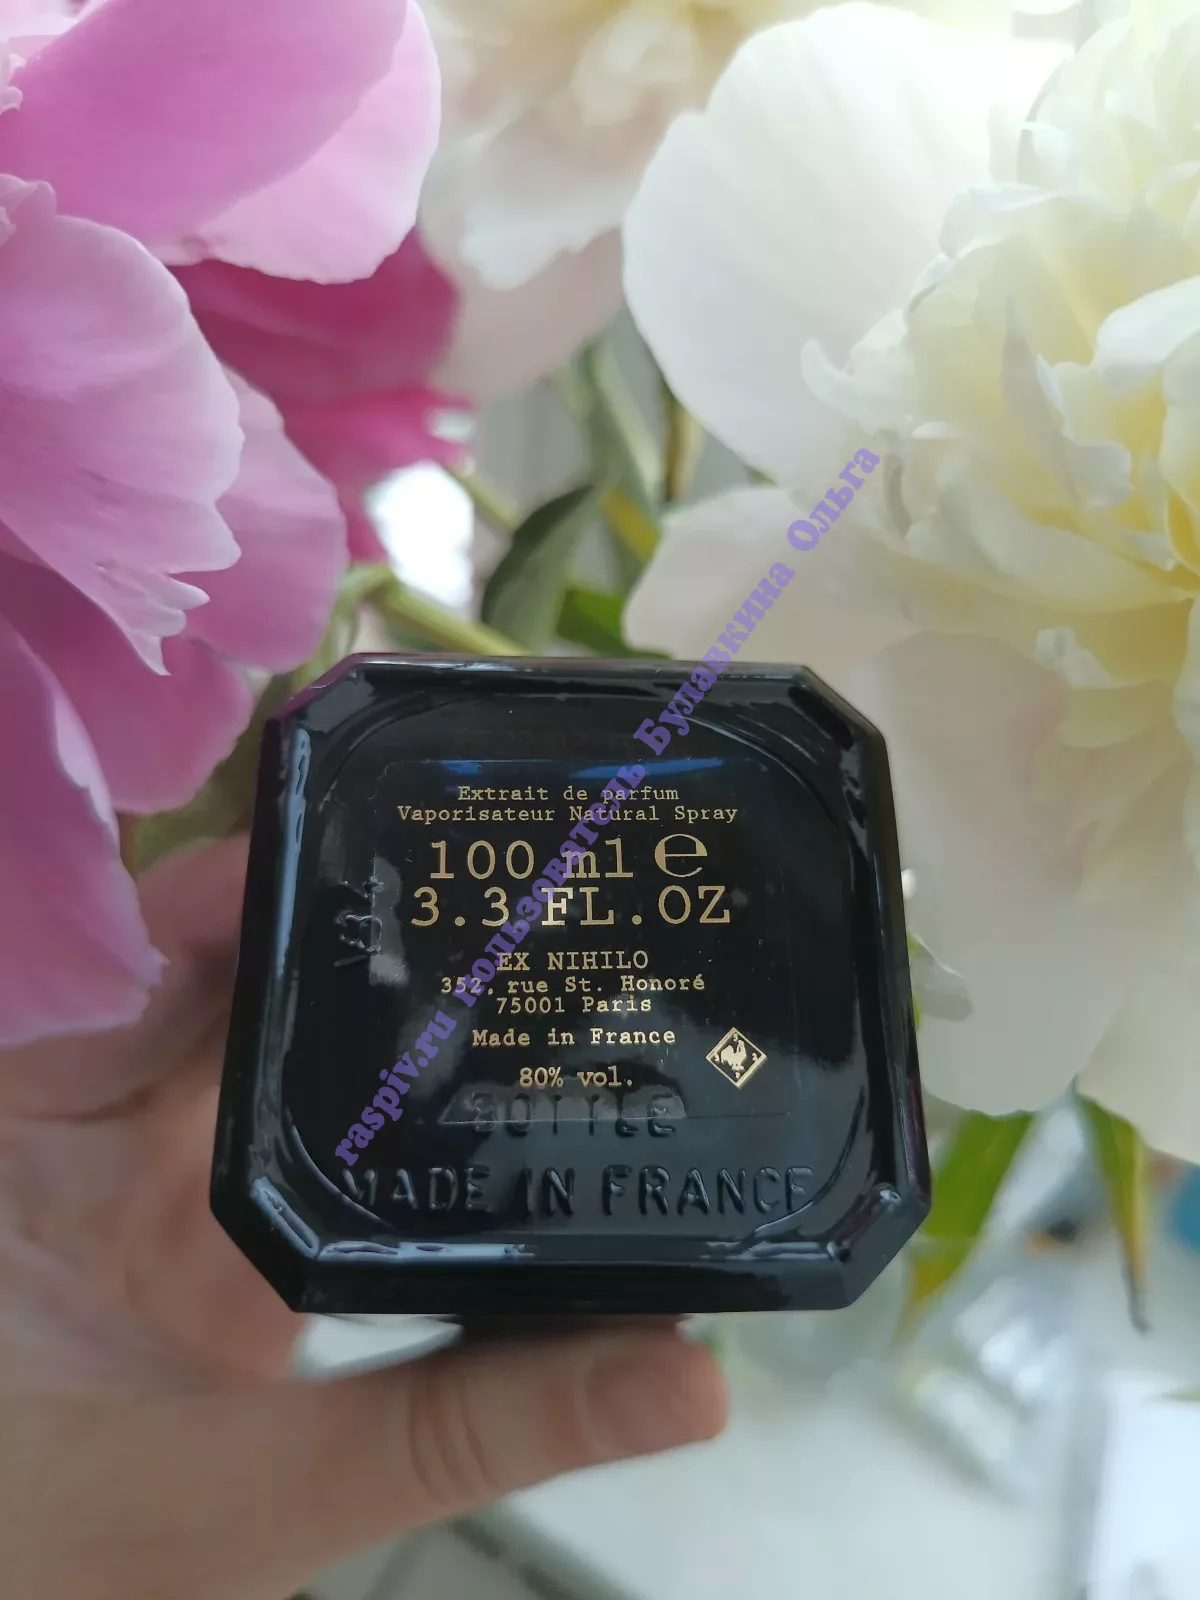 Extrait de parfum
Vaporisateur Natural Spray
100 ml ℮
3.3 FL.OZ
EX NIHILO
352, rue St. Honoré
75001 Paris
Made in France
80% vol.
BOTTLE
MADE IN FRANCE
raspiv.ru пользователь Булавкина Ольга